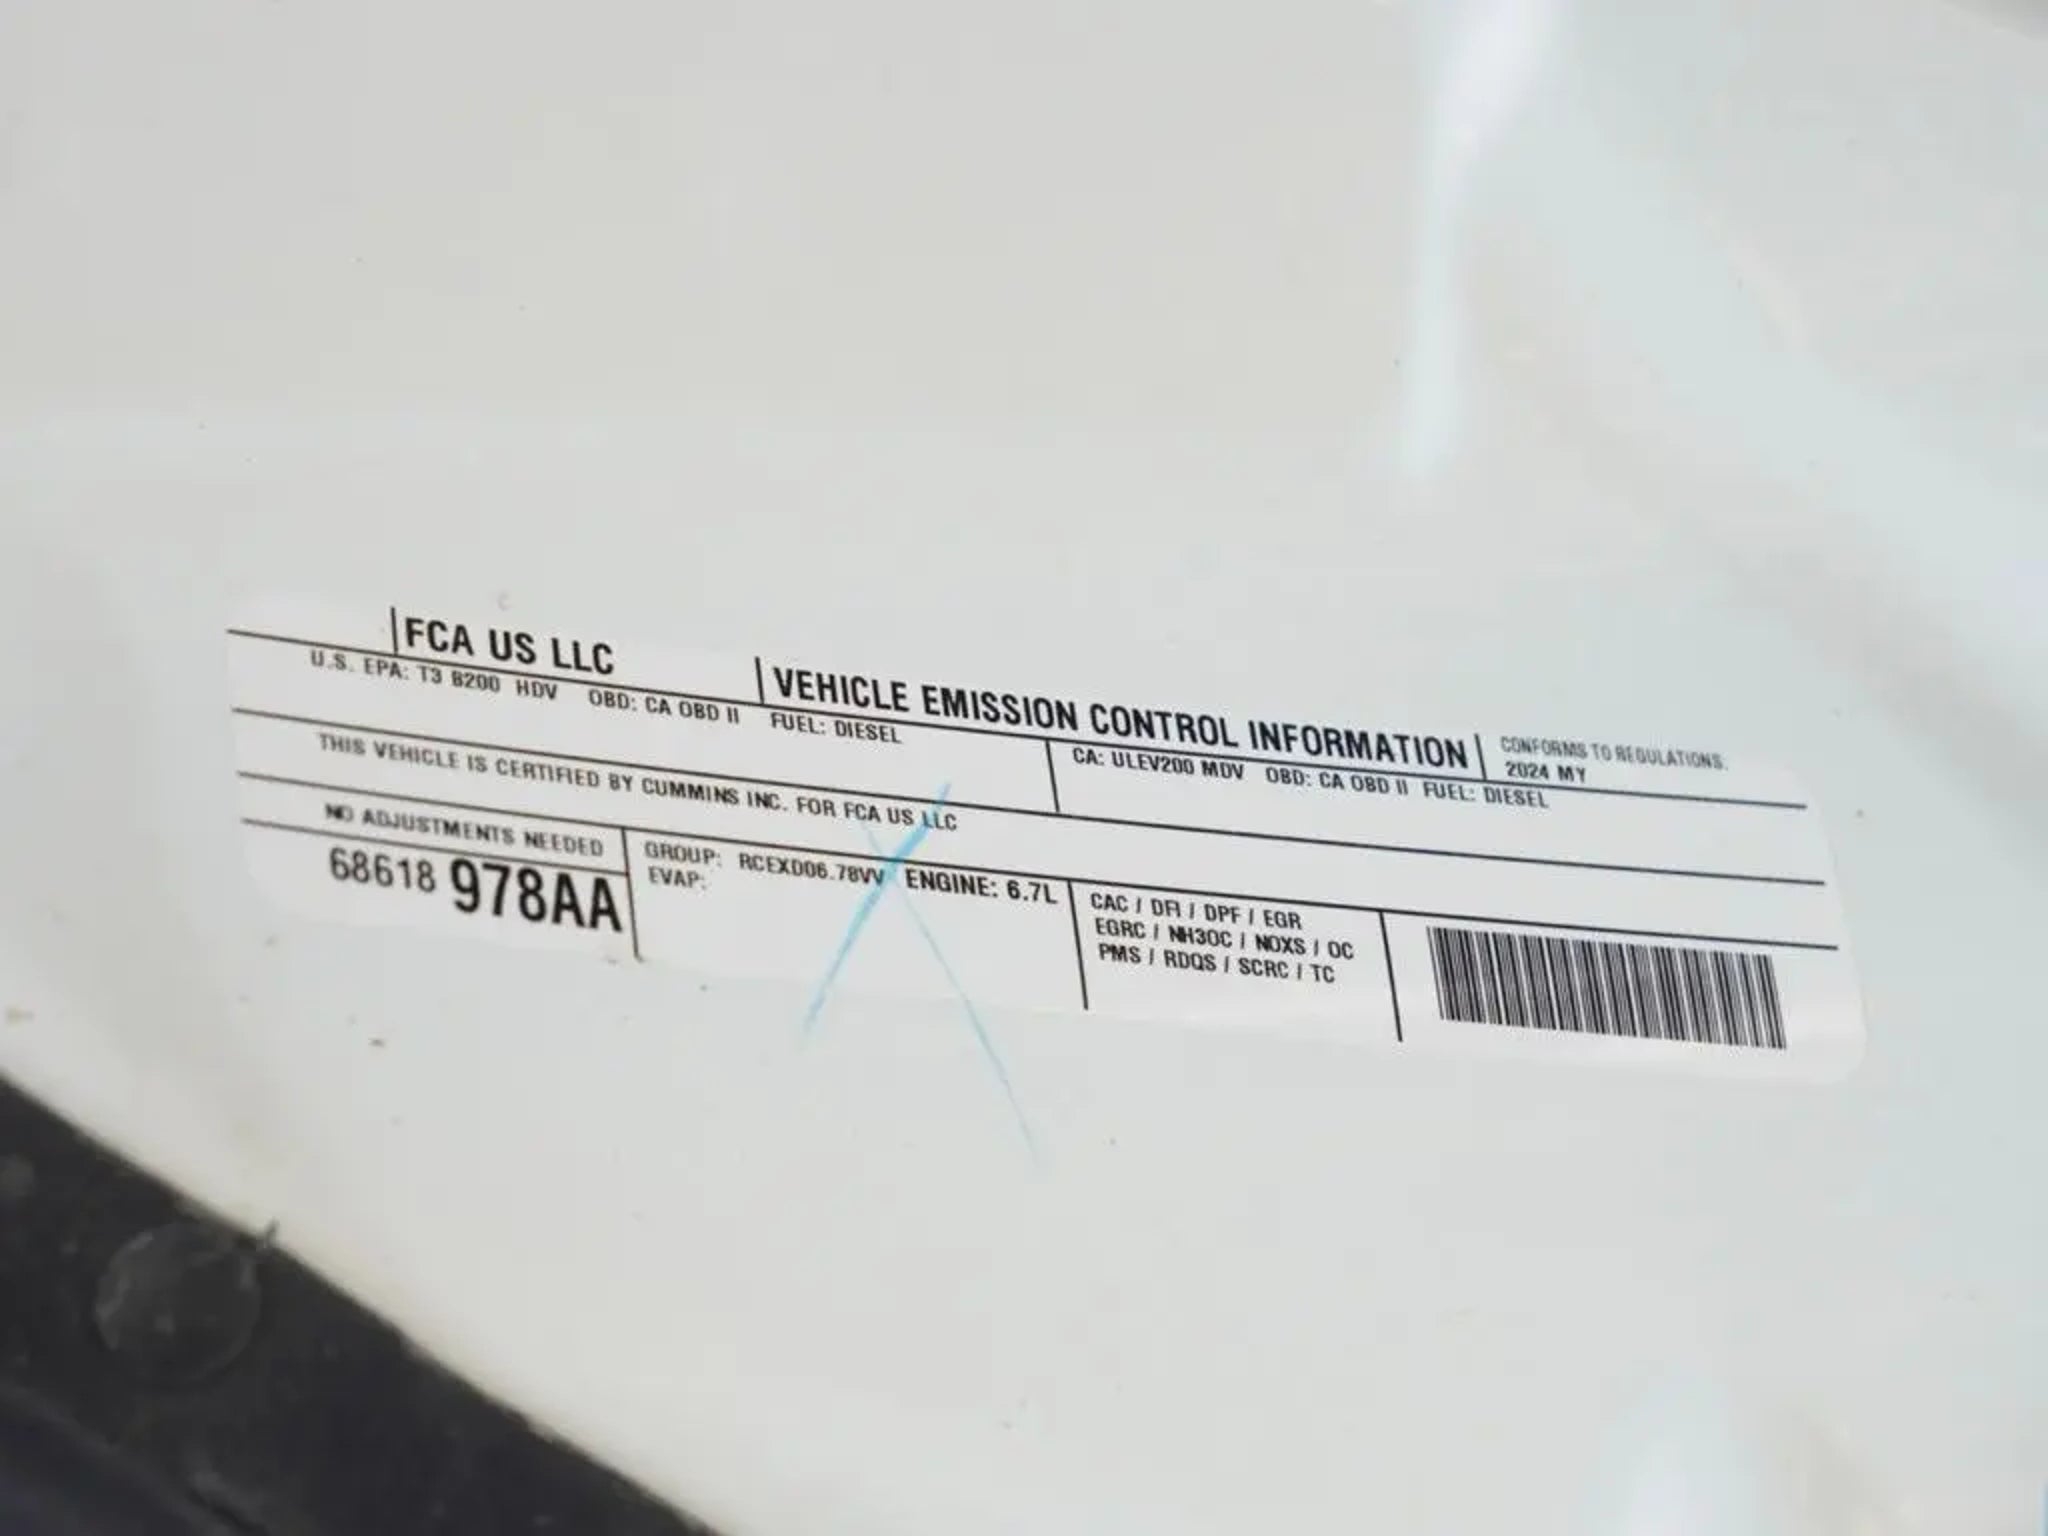 FCA US LLC
VEHICLE EMISSION CONTROL INFORMATION
CONFORMS TO REGULATIONS:
2024 MY
U.S. EPA: T3 B200 HDV OBD: CA OBD II FUEL: DIESEL
CA: ULEV200 MDV OBD: CA OBD II FUEL: DIESEL
THIS VEHICLE IS CERTIFIED BY CUMMINS INC. FOR FCA US LLC
NO ADJUSTMENTS NEEDED
68618 978AA
GROUP: RCEXD06.78VV ENGINE: 6.7L
EVAP:
CAC / DFI / DPF / EGR
EGRC / NH3OC / NOXS / OC
PMS / RDQS / SCRC / TC